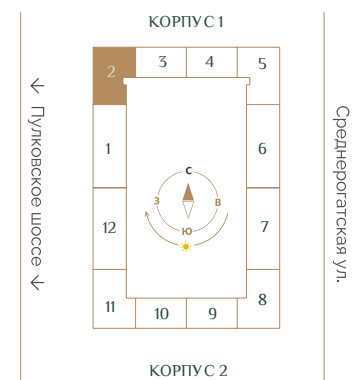 КОРПУС 1
2 3 4 5
← Пулковское шоссе ←
1
6
Среднерогатская ул.
С
З В
Ю
12
7
11 10 9 8
КОРПУС 2